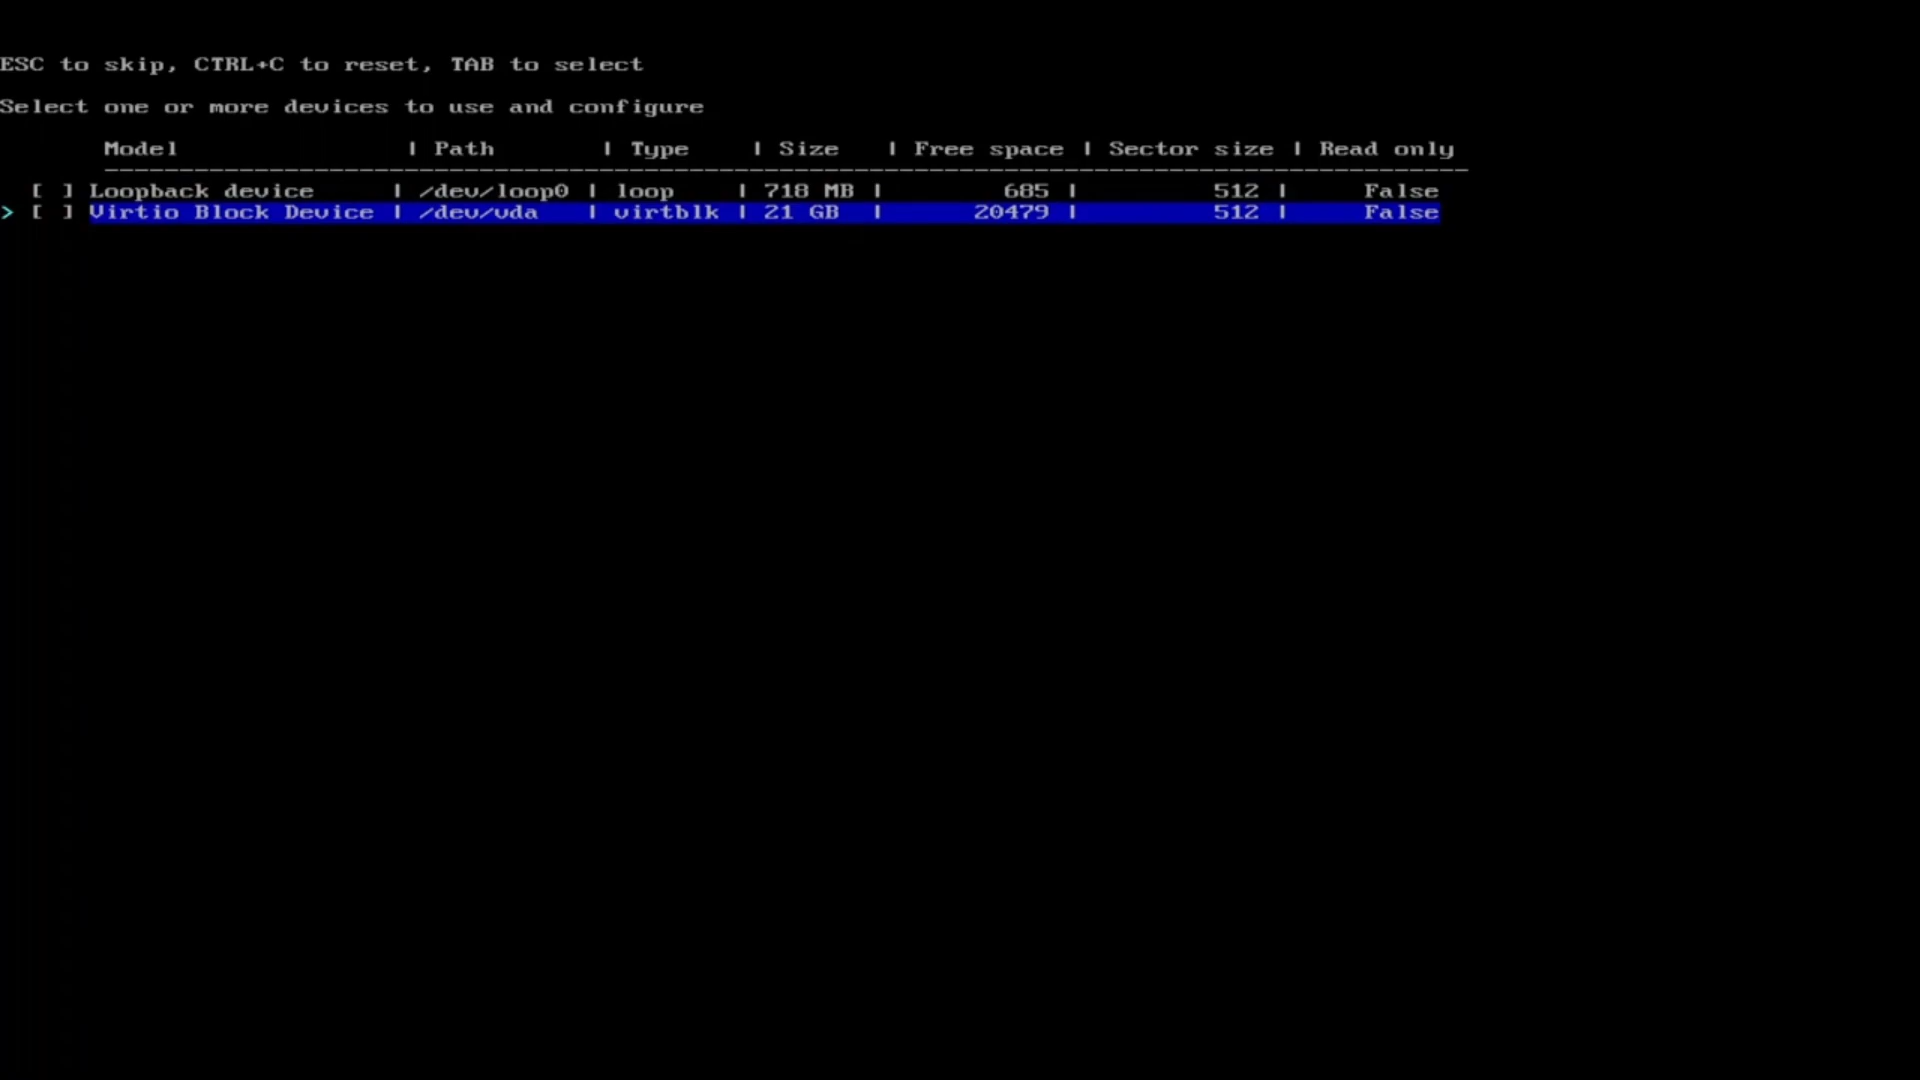 ESC to skip, CTRL+C to reset, TAB to select
Select one or more devices to use and configure
Model | Path | Type | Size | Free space | Sector size | Read only
[ ] Loopback device | /dev/loop0 | loop | 718 MB | 685 | 512 | False
> [ ] Virtio Block Device | /dev/vda | virtblk | 21 GB | 20479 | 512 | False